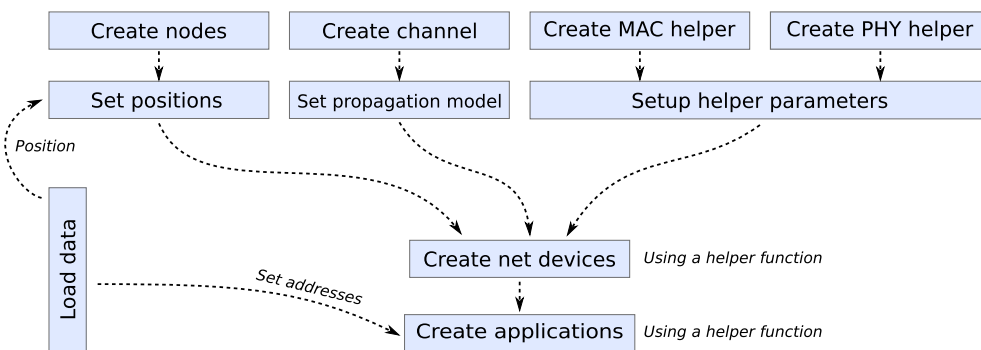 Create nodes
Create channel
Create MAC helper
Create PHY helper
Set positions
Set propagation model
Setup helper parameters
Position
Load data
Create net devices
Using a helper function
Set addresses
Create applications
Using a helper function